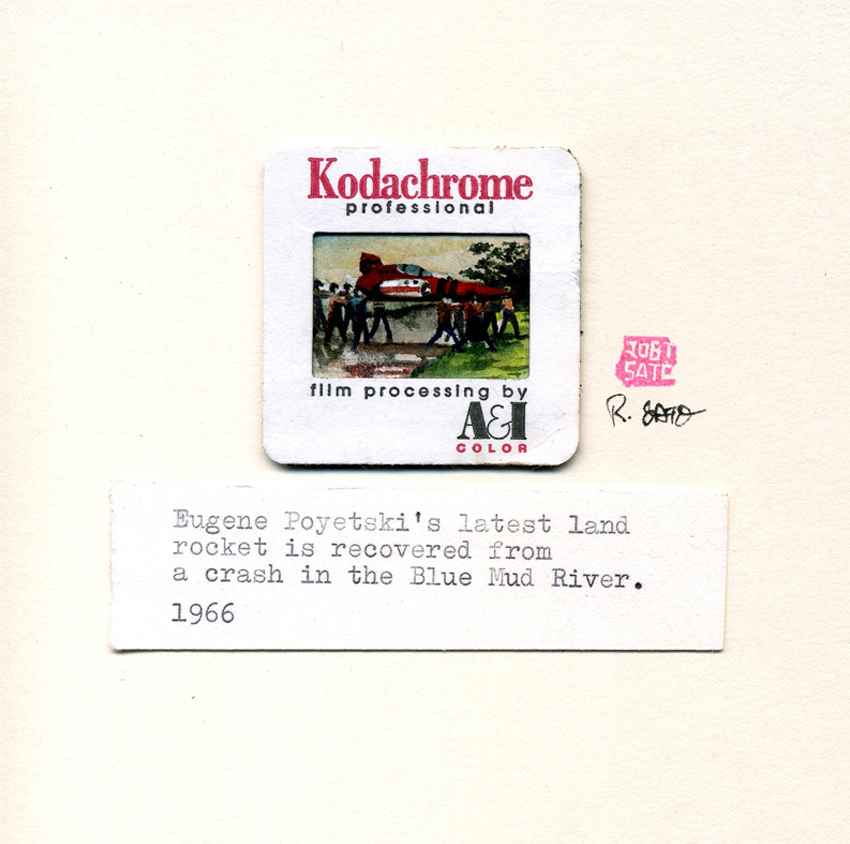 Kodachrome
professional
film processing by
A&I
COLOR
R. SATO
Eugene Poyetski's latest land
rocket is recovered from
a crash in the Blue Mud River.
1966